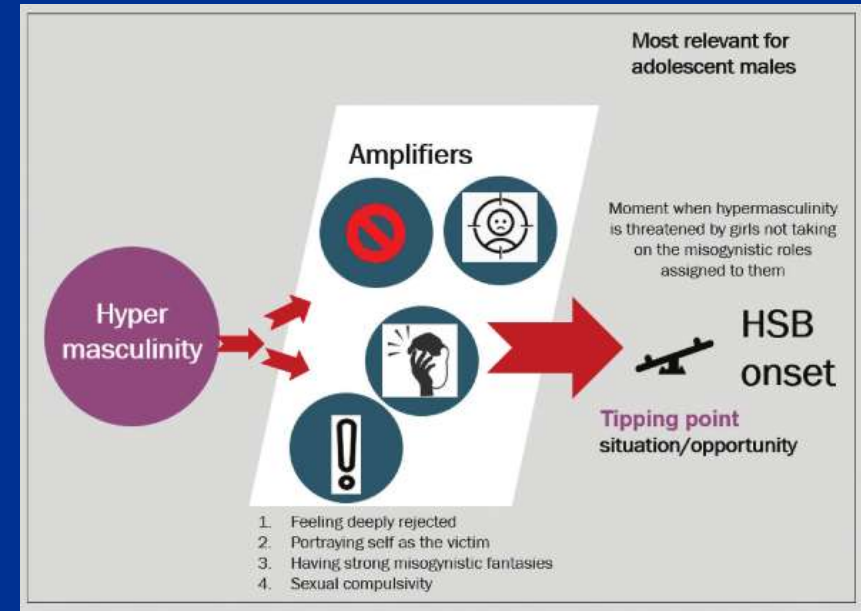 Most relevant for
adolescent males
Amplifiers
Moment when hypermasculinity
is threatened by girls not taking
on the misogynistic roles
assigned to them
Hyper
masculinity
HSB
onset
Tipping point
situation/opportunity
1. Feeling deeply rejected
2. Portraying self as the victim
3. Having strong misogynistic fantasies
4. Sexual compulsivity